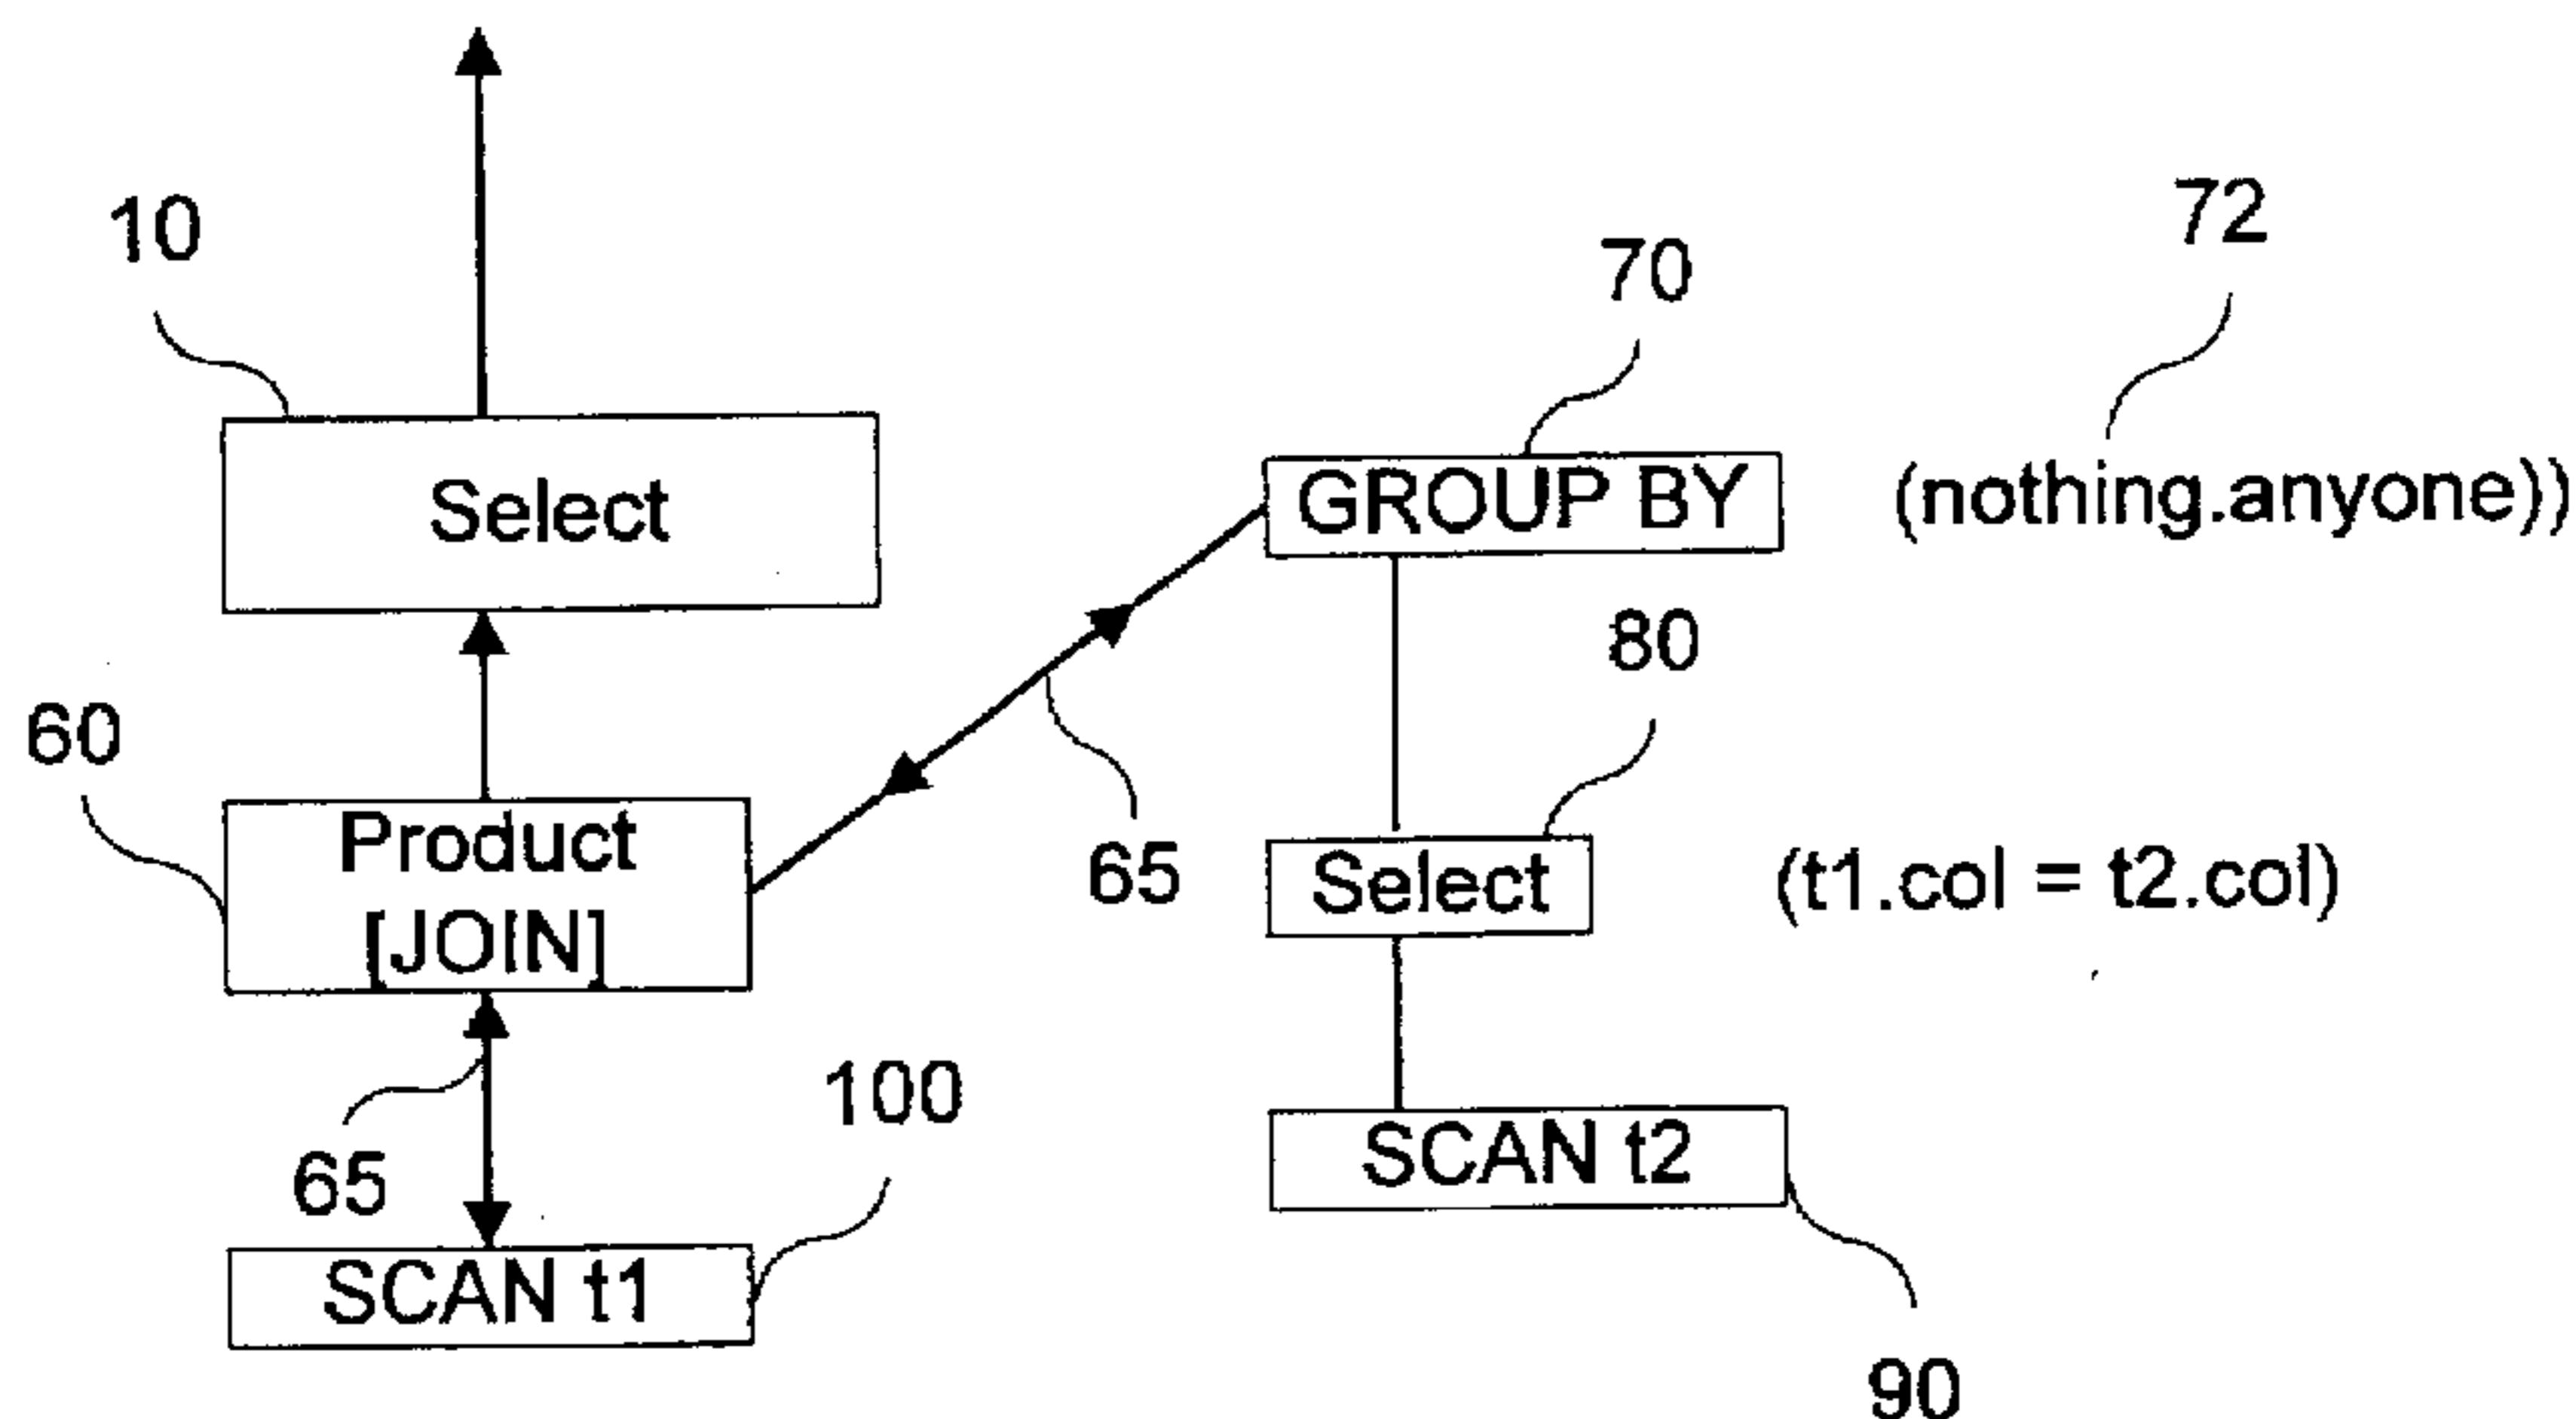 10
70
72
Select
GROUP BY
(nothing.anyone))
80
60
Product
[JOIN]
65
Select
(t1.col = t2.col)
65
100
SCAN t2
SCAN t1
90